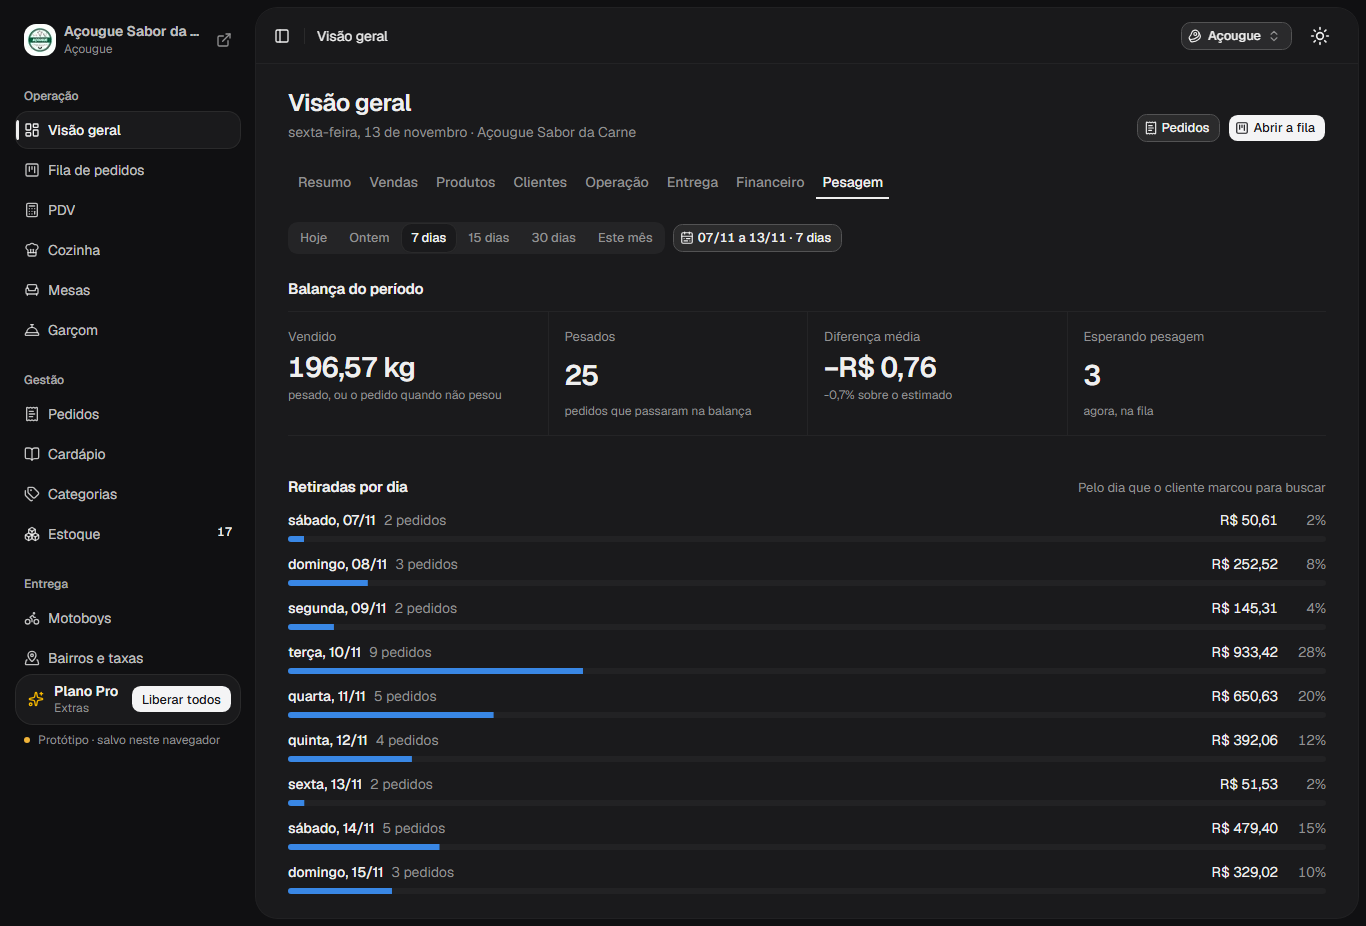 Açougue Sabor da ...
Açougue
Operação
Visão geral
Fila de pedidos
PDV
Cozinha
Mesas
Garçom
Gestão
Pedidos
Cardápio
Categorias
Estoque 17
Entrega
Motoboys
Bairros e taxas
Plano Pro
Extras
Liberar todos
Protótipo · salvo neste navegador
Visão geral
Açougue
Visão geral
sexta-feira, 13 de novembro · Açougue Sabor da Carne
Pedidos
Abrir a fila
Resumo Vendas Produtos Clientes Operação Entrega Financeiro Pesagem
Hoje Ontem 7 dias 15 dias 30 dias Este mês 07/11 a 13/11 · 7 dias
Balança do período
Vendido
196,57 kg
pesado, ou o pedido quando não pesou
Pesados
25
pedidos que passaram na balança
Diferença média
−R$ 0,76
-0,7% sobre o estimado
Esperando pesagem
3
agora, na fila
Retiradas por dia
Pelo dia que o cliente marcou para buscar
sábado, 07/11 2 pedidos R$ 50,61 2%
domingo, 08/11 3 pedidos R$ 252,52 8%
segunda, 09/11 2 pedidos R$ 145,31 4%
terça, 10/11 9 pedidos R$ 933,42 28%
quarta, 11/11 5 pedidos R$ 650,63 20%
quinta, 12/11 4 pedidos R$ 392,06 12%
sexta, 13/11 2 pedidos R$ 51,53 2%
sábado, 14/11 5 pedidos R$ 479,40 15%
domingo, 15/11 3 pedidos R$ 329,02 10%